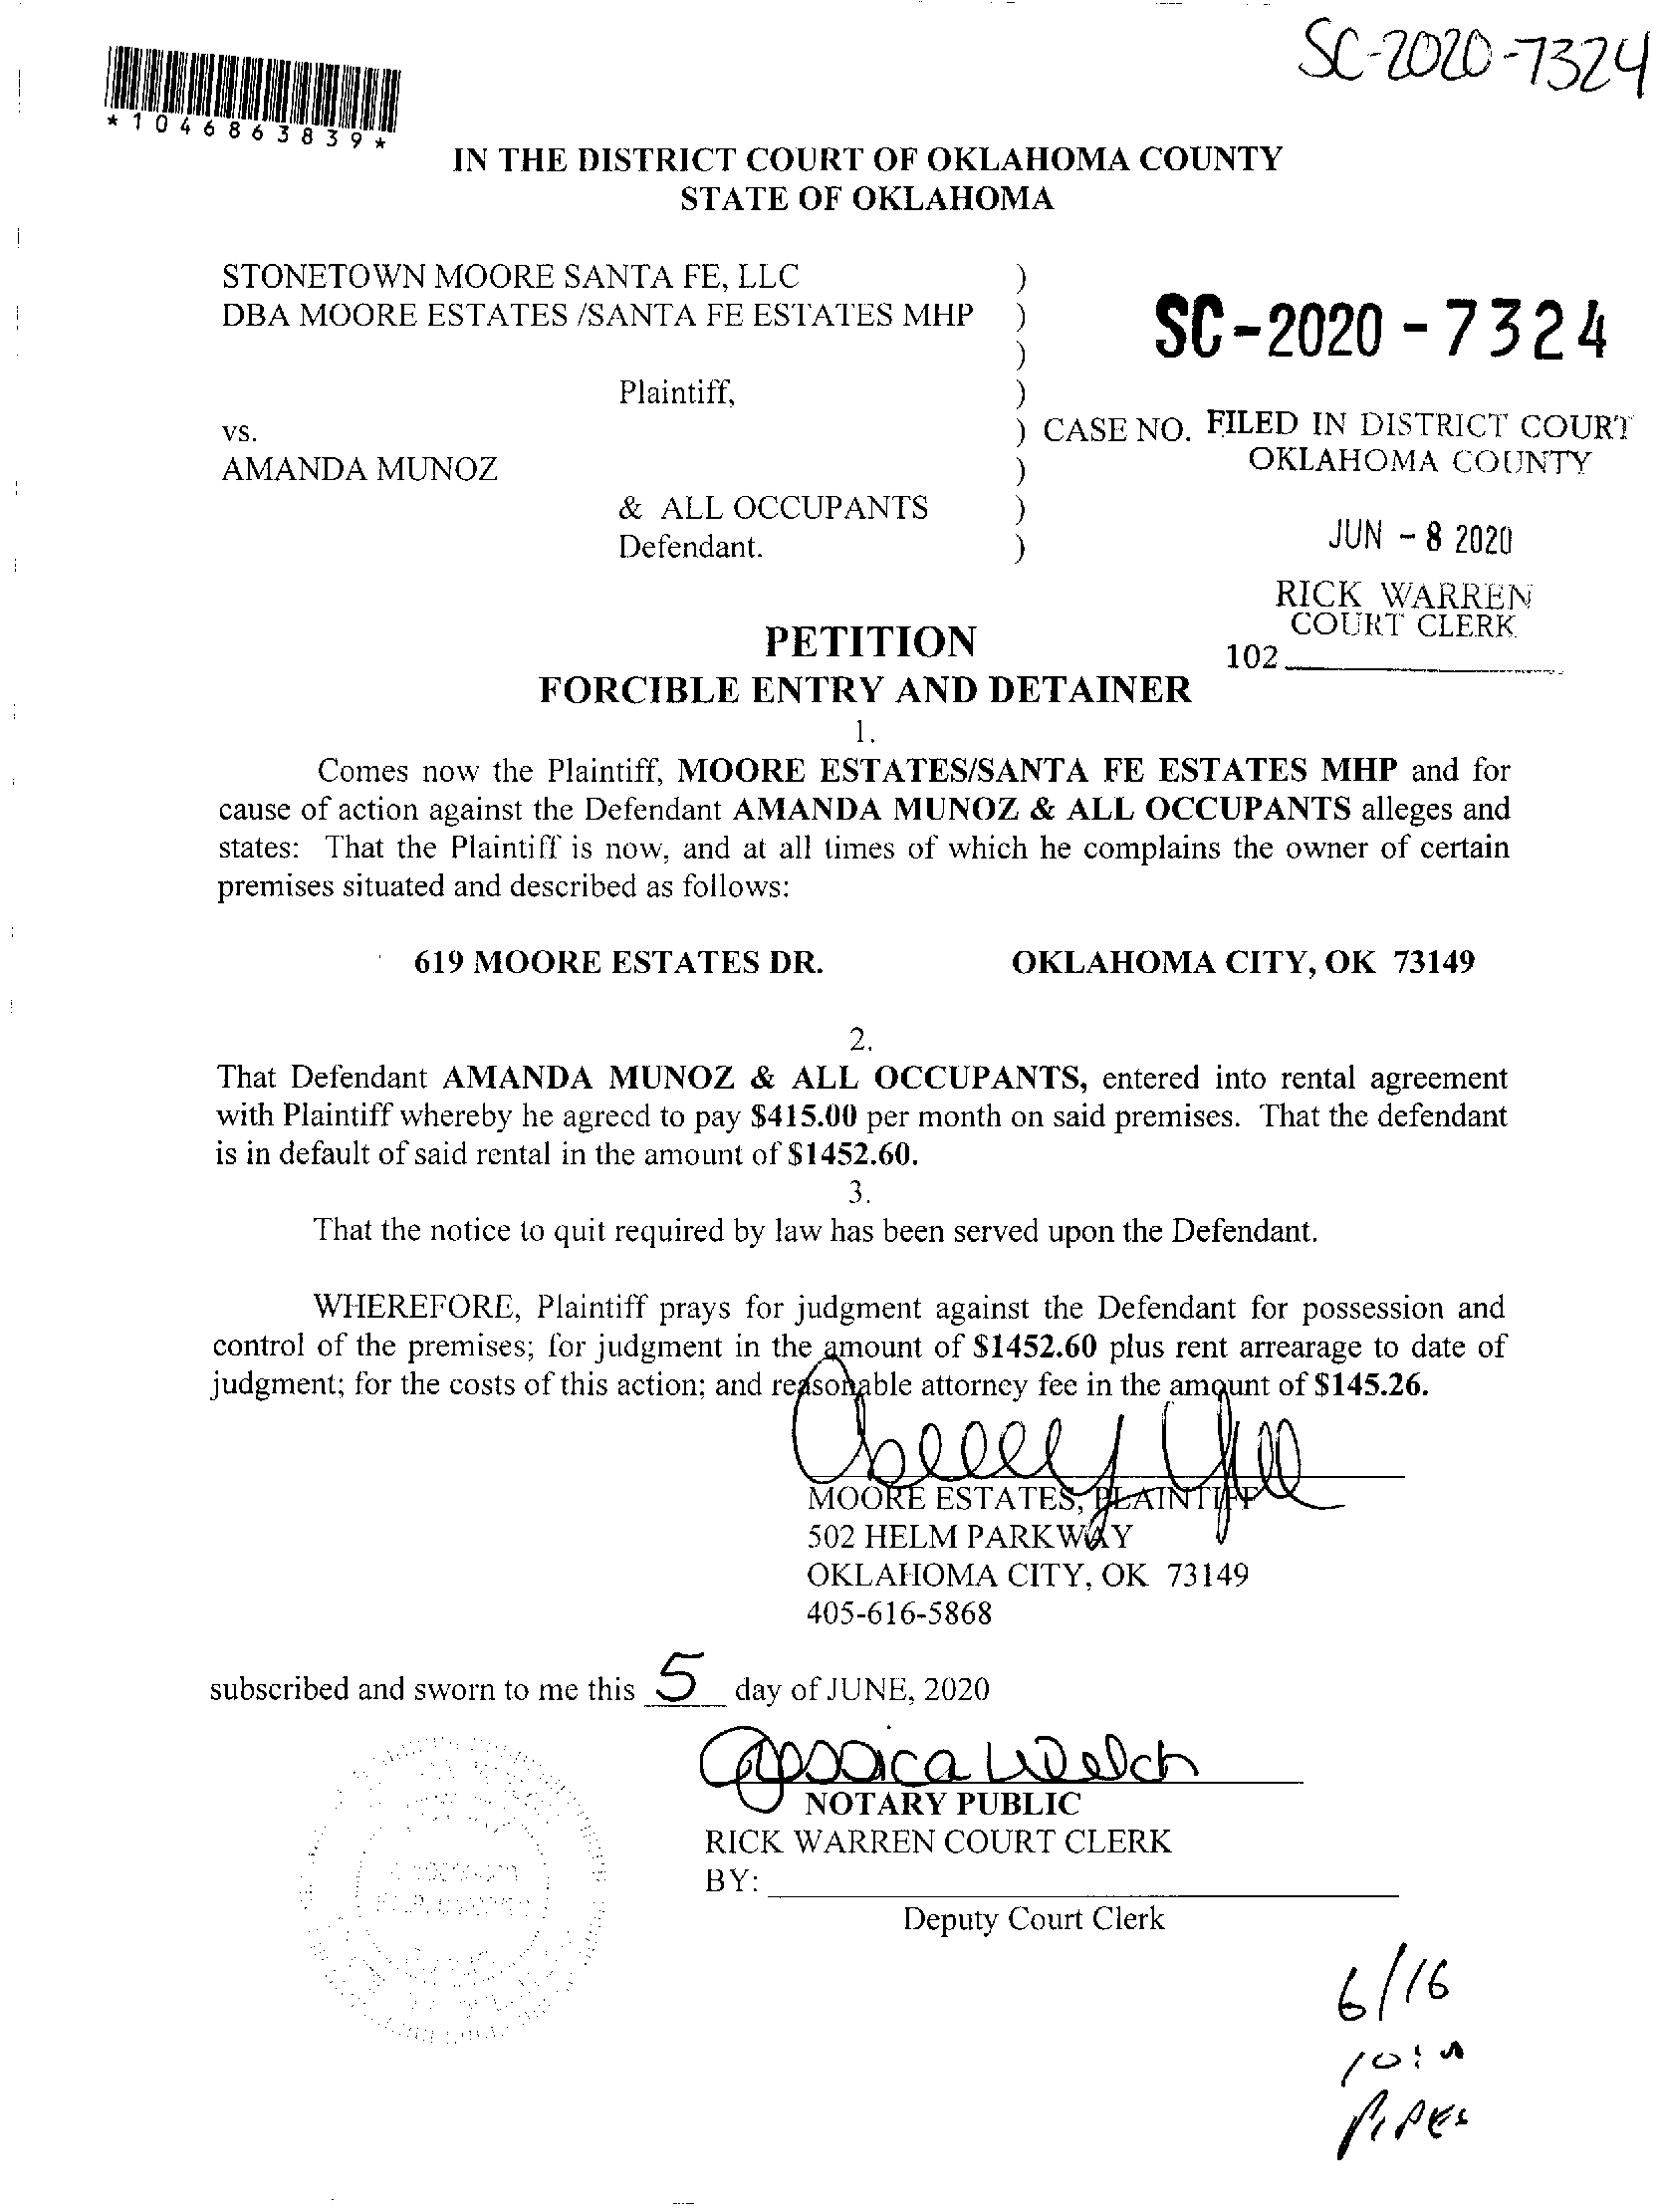 SC-2020-7324
*1046863839*
IN THE DISTRICT COURT OF OKLAHOMA COUNTY
STATE OF OKLAHOMA
STONETOWN MOORE SANTA FE, LLC )
DBA MOORE ESTATES /SANTA FE ESTATES MHP )
)
SC-2020-7324
Plaintiff, )
vs. ) CASE NO. FILED IN DISTRICT COURT
AMANDA MUNOZ ) OKLAHOMA COUNTY
& ALL OCCUPANTS )
Defendant. ) JUN - 8 2020
RICK WARREN
COURT CLERK
102
PETITION
FORCIBLE ENTRY AND DETAINER
1.
Comes now the Plaintiff, MOORE ESTATES/SANTA FE ESTATES MHP and for
cause of action against the Defendant AMANDA MUNOZ & ALL OCCUPANTS alleges and
states: That the Plaintiff is now, and at all times of which he complains the owner of certain
premises situated and described as follows:
619 MOORE ESTATES DR. OKLAHOMA CITY, OK 73149
2.
That Defendant AMANDA MUNOZ & ALL OCCUPANTS, entered into rental agreement
with Plaintiff whereby he agreed to pay $415.00 per month on said premises. That the defendant
is in default of said rental in the amount of $1452.60.
3.
That the notice to quit required by law has been served upon the Defendant.
WHEREFORE, Plaintiff prays for judgment against the Defendant for possession and
control of the premises; for judgment in the amount of $1452.60 plus rent arrearage to date of
judgment; for the costs of this action; and reasonable attorney fee in the amount of $145.26.
MOORE ESTATES, PLAINTIFF
502 HELM PARKWAY
OKLAHOMA CITY, OK 73149
405-616-5868
subscribed and sworn to me this 5 day of JUNE, 2020
Jessica Welch
NOTARY PUBLIC
RICK WARREN COURT CLERK
BY:
Deputy Court Clerk
6/16